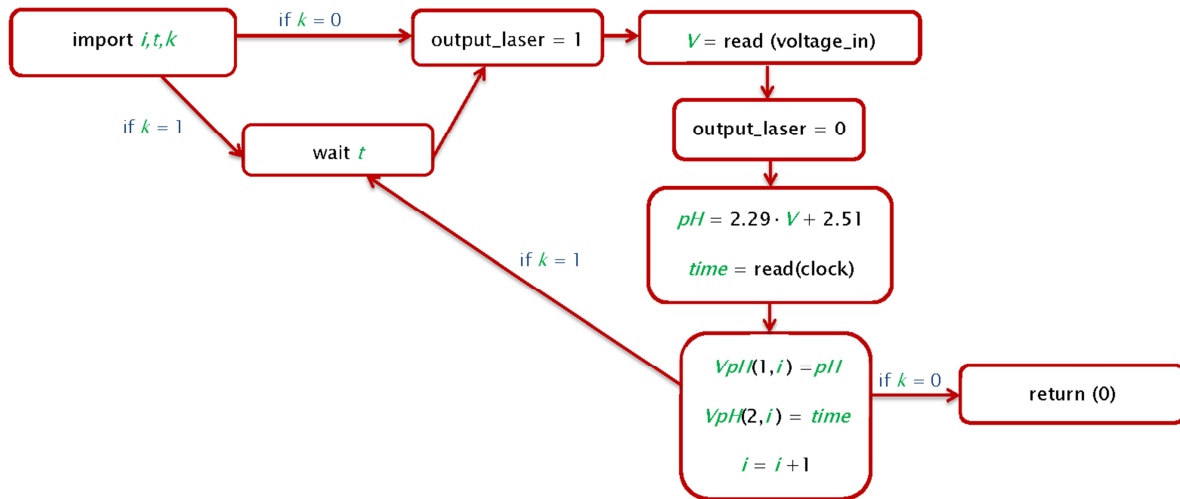 import i,t,k
if k = 0
output_laser = 1
V = read (voltage_in)
if k = 1
wait t
output_laser = 0
pH = 2.29 · V + 2.51
time = read(clock)
if k = 1
VpH(1,i) = pH
VpH(2,i) = time
i = i +1
if k = 0
return (0)